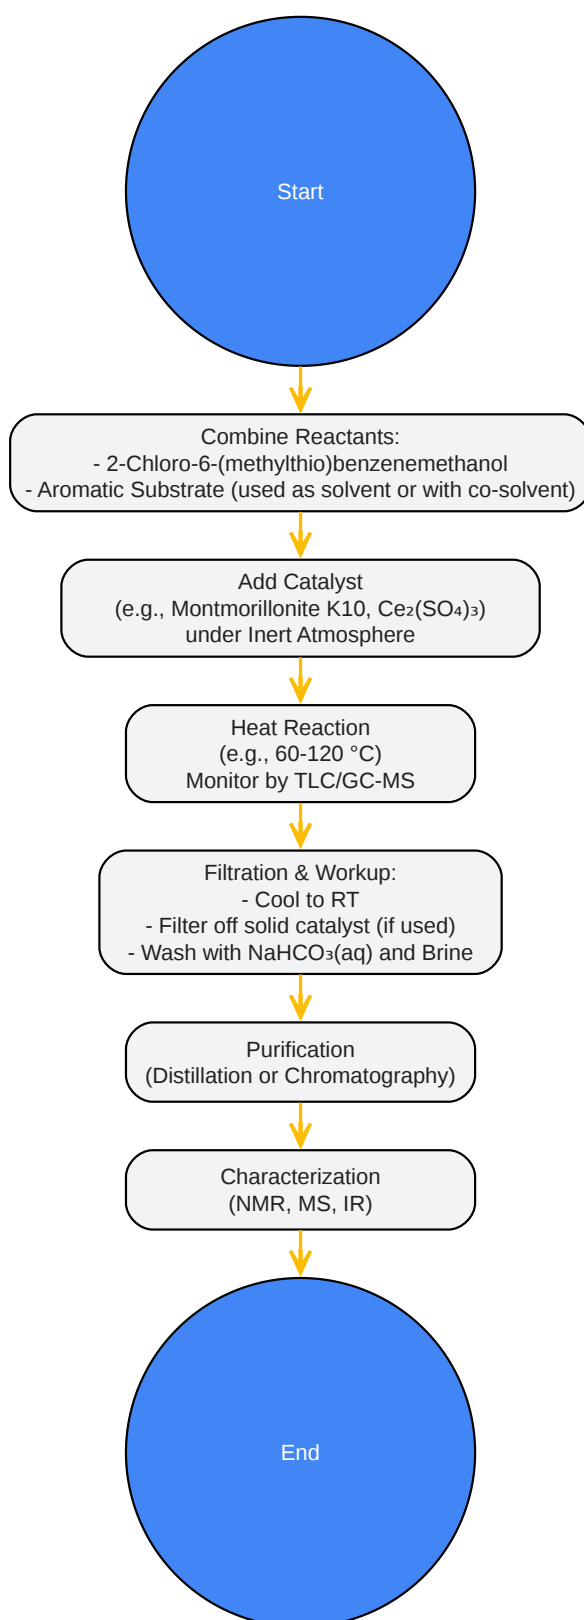 Start
Combine Reactants:
- 2-Chloro-6-(methylthio)benzenemethanol
- Aromatic Substrate (used as solvent or with co-solvent)
Add Catalyst
(e.g., Montmorillonite K10, Ce₂(SO₄)₃)
under Inert Atmosphere
Heat Reaction
(e.g., 60-120 °C)
Monitor by TLC/GC-MS
Filtration & Workup:
- Cool to RT
- Filter off solid catalyst (if used)
- Wash with NaHCO₃(aq) and Brine
Purification
(Distillation or Chromatography)
Characterization
(NMR, MS, IR)
End